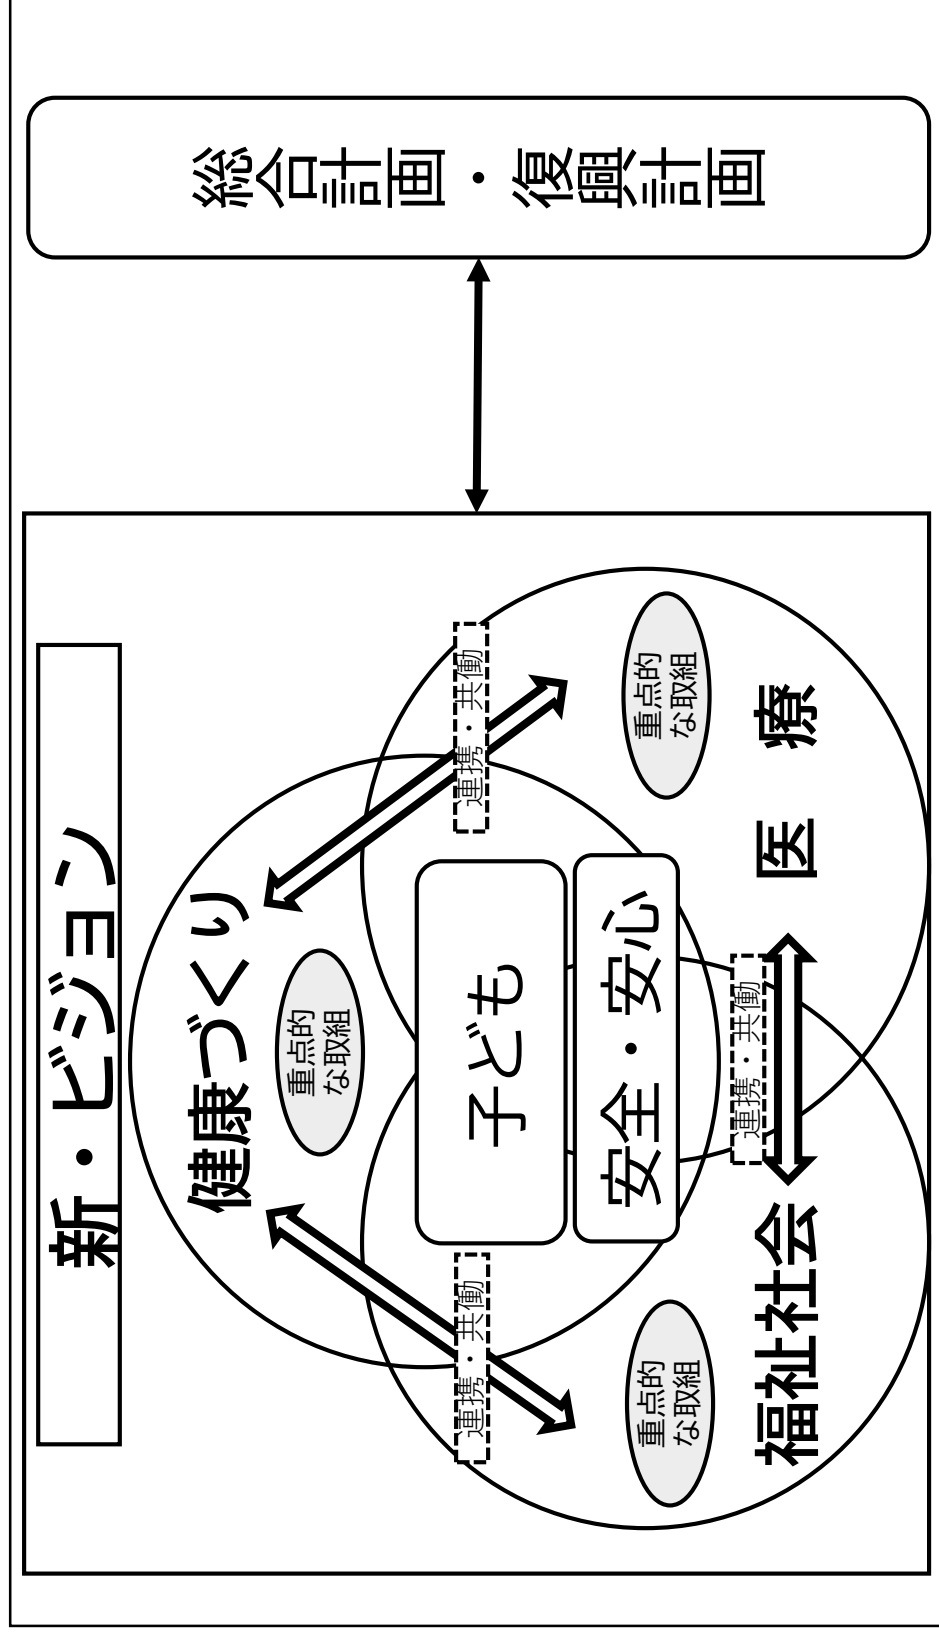 新・ビジョン
健康づくり
重点的
な取組
連携・共働
連携・共働
子ども
安全・安心
重点的
な取組
重点的
な取組
連携・共働
福祉社会
医療
総合計画・復興計画